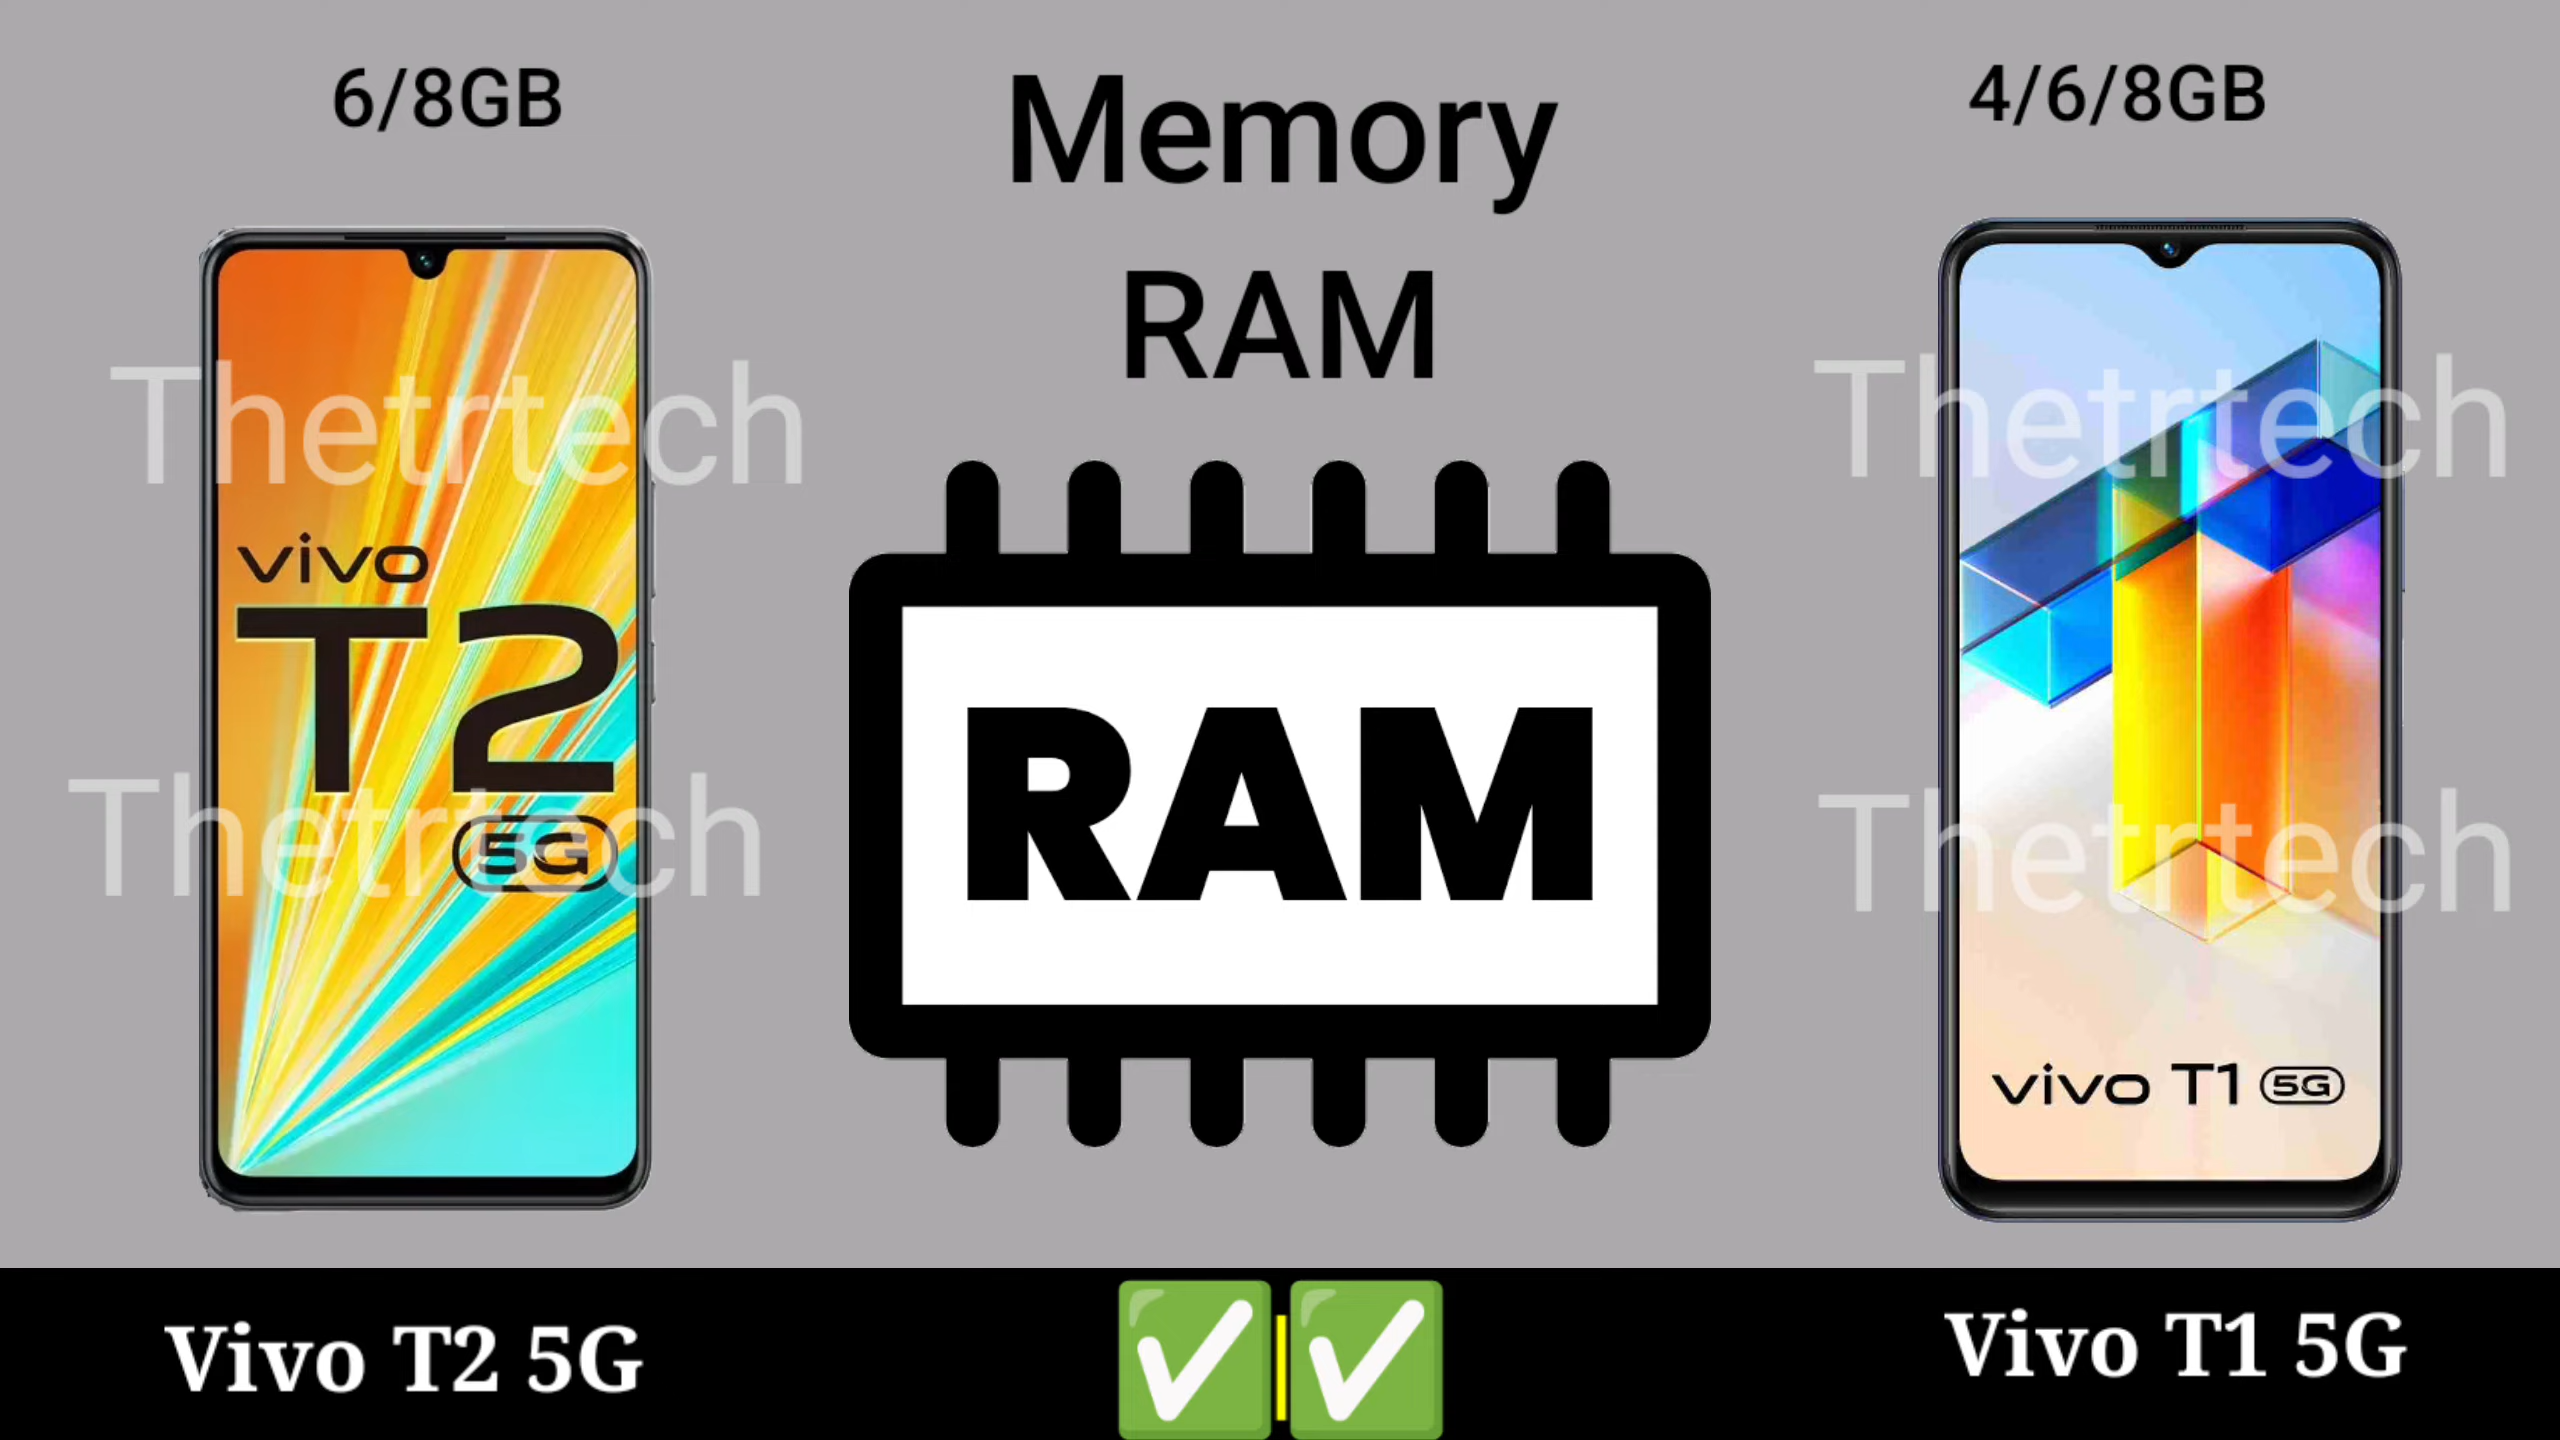 6/8GB
Memory
RAM
4/6/8GB
Thetrtech
Thetrtech
vivo
T2
5G
Thetrtech
RAM
Thetrtech
vivo T1 5G
Vivo T2 5G
Vivo T1 5G